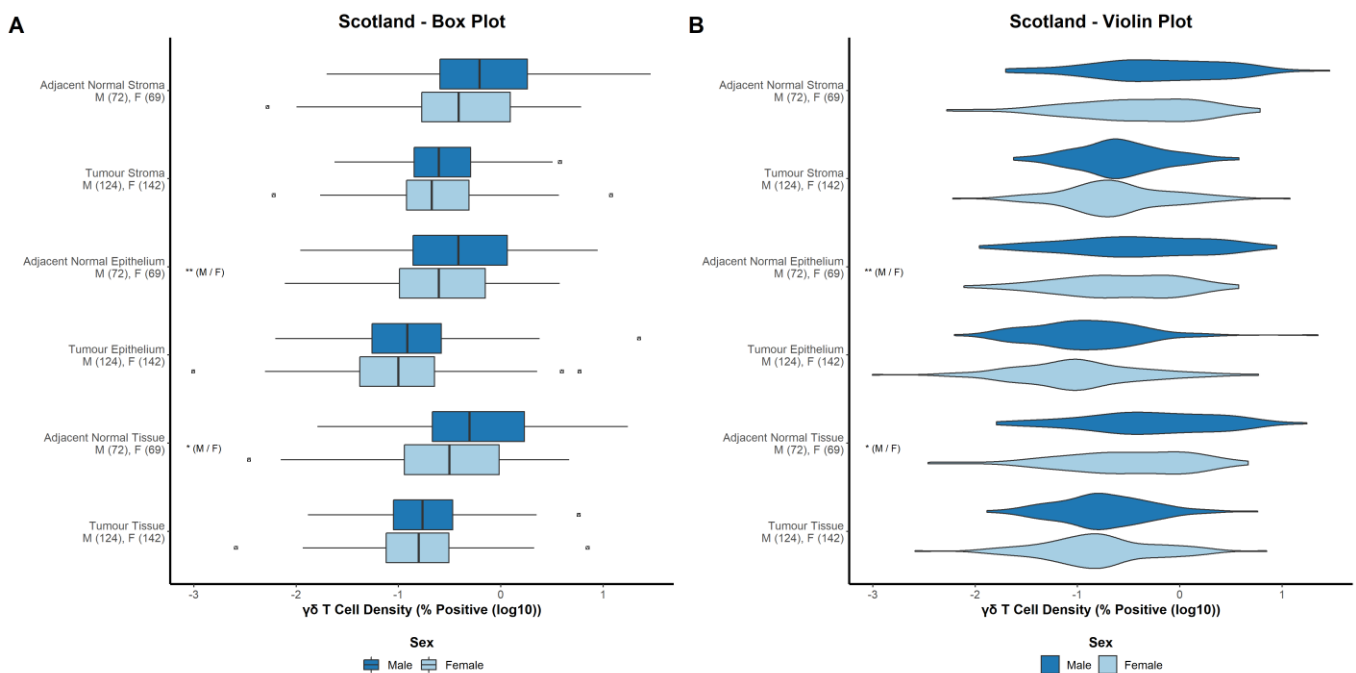 A
Scotland - Box Plot
Adjacent Normal Stroma
M (72), F (69)
Tumour Stroma
M (124), F (142)
Adjacent Normal Epithelium
M (72), F (69)
** (M / F)
Tumour Epithelium
M (124), F (142)
Adjacent Normal Tissue
M (72), F (69)
* (M / F)
Tumour Tissue
M (124), F (142)
-3 -2 -1 0 1
γδ T Cell Density (% Positive (log10))
Sex
Male Female
B
Scotland - Violin Plot
Adjacent Normal Stroma
M (72), F (69)
Tumour Stroma
M (124), F (142)
Adjacent Normal Epithelium
M (72), F (69)
** (M / F)
Tumour Epithelium
M (124), F (142)
Adjacent Normal Tissue
M (72), F (69)
* (M / F)
Tumour Tissue
M (124), F (142)
-3 -2 -1 0 1
γδ T Cell Density (% Positive (log10))
Sex
Male Female